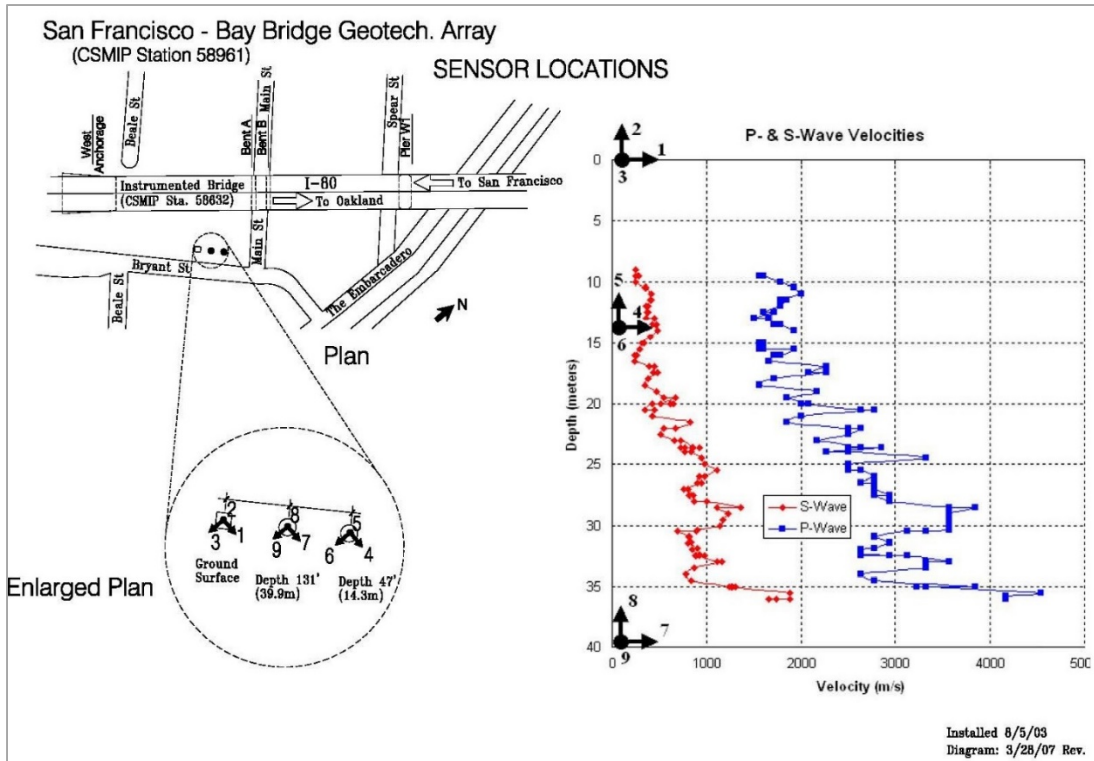 San Francisco - Bay Bridge Geotech. Array
(CSMIP Station 58961)
SENSOR LOCATIONS
Beale St
Main St
Spear St
West
Anchorage
Bent A
Bent B
Pier W1
Instrumented Bridge
(CSMIP Sta. 58632)
I-80
To San Francisco
To Oakland
Main St
Bryant St
Beale St
The Embarcadero
N
Plan
2
3
1
8
9
7
5
6
4
Ground
Surface
Depth 131'
(39.9m)
Depth 47'
(14.3m)
Enlarged Plan
P- & S-Wave Velocities
2
1
3
5
4
6
8
7
9
0
5
10
15
20
25
30
35
40
Depth (meters)
S-Wave
P-Wave
0 1000 2000 3000 4000 500
Velocity (m/s)
Installed 8/5/03
Diagram: 3/28/07 Rev.